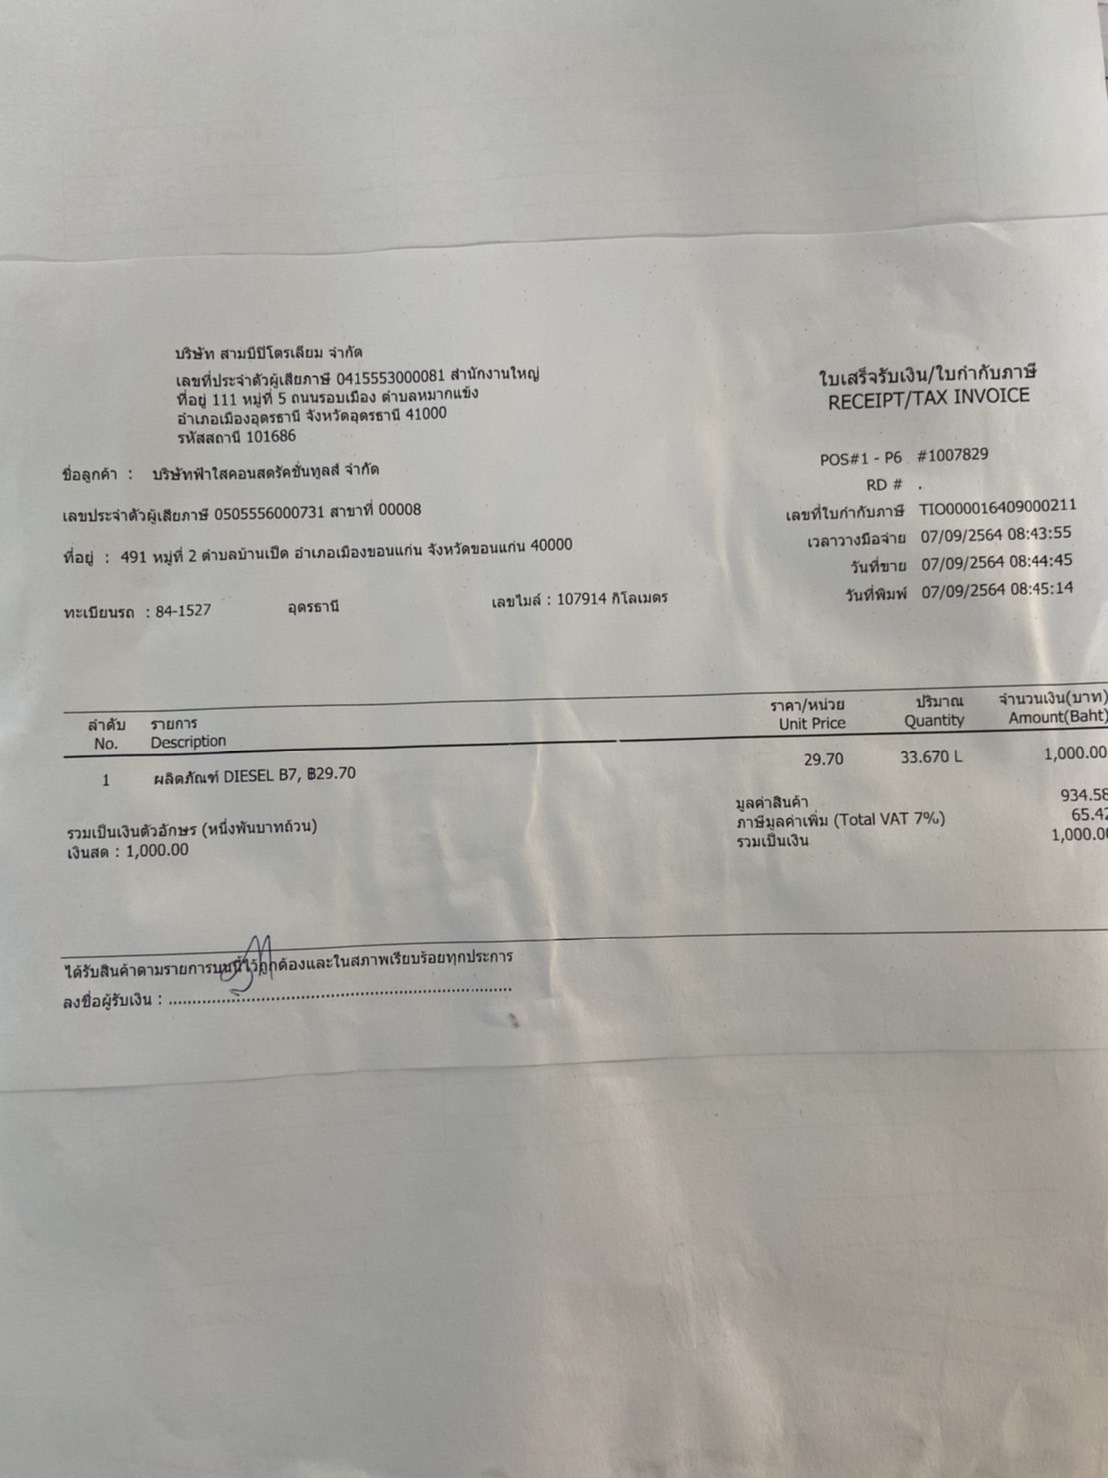 บริษัท สามบีปิโตรเลียม จำกัด
เลขที่ประจำตัวผู้เสียภาษี 0415553000081 สำนักงานใหญ่
ที่อยู่ 111 หมู่ที่ 5 ถนนรอบเมือง ตำบลหมากแข้ง
อำเภอเมืองอุดรธานี จังหวัดอุดรธานี 41000
รหัสสถานี 101686
ใบเสร็จรับเงิน/ใบกำกับภาษี
RECEIPT/TAX INVOICE
ชื่อลูกค้า : บริษัทฟ้าใสคอนสตรัคชั่นทูลส์ จำกัด
เลขประจำตัวผู้เสียภาษี 0505556000731 สาขาที่ 00008
ที่อยู่ : 491 หมู่ที่ 2 ตำบลบ้านเป็ด อำเภอเมืองขอนแก่น จังหวัดขอนแก่น 40000
ทะเบียนรถ : 84-1527 อุดรธานี เลขไมล์ : 107914 กิโลเมตร
POS#1 - P6 #1007829
RD # .
เลขที่ใบกำกับภาษี TIO000016409000211
เวลาวางมือจ่าย 07/09/2564 08:43:55
วันที่ขาย 07/09/2564 08:44:45
วันที่พิมพ์ 07/09/2564 08:45:14
ลำดับ รายการ ราคา/หน่วย ปริมาณ จำนวนเงิน(บาท)
No. Description Unit Price Quantity Amount(Baht)
1 ผลิตภัณฑ์ DIESEL B7, ฿29.70 29.70 33.670 L 1,000.00
มูลค่าสินค้า 934.58
ภาษีมูลค่าเพิ่ม (Total VAT 7%) 65.42
รวมเป็นเงิน 1,000.00
รวมเป็นเงินตัวอักษร (หนึ่งพันบาทถ้วน)
เงินสด : 1,000.00
ได้รับสินค้าตามรายการบนนี้ไว้ถูกต้องและในสภาพเรียบร้อยทุกประการ
ลงชื่อผู้รับเงิน :